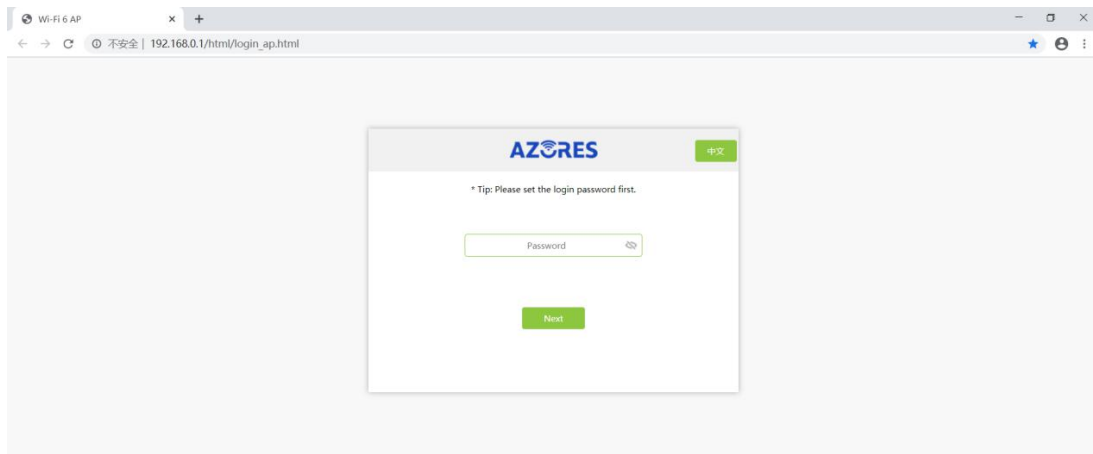 Wi-Fi 6 AP
不安全 | 192.168.0.1/html/login_ap.html
AZORES
中文
* Tip: Please set the login password first.
Password
Next